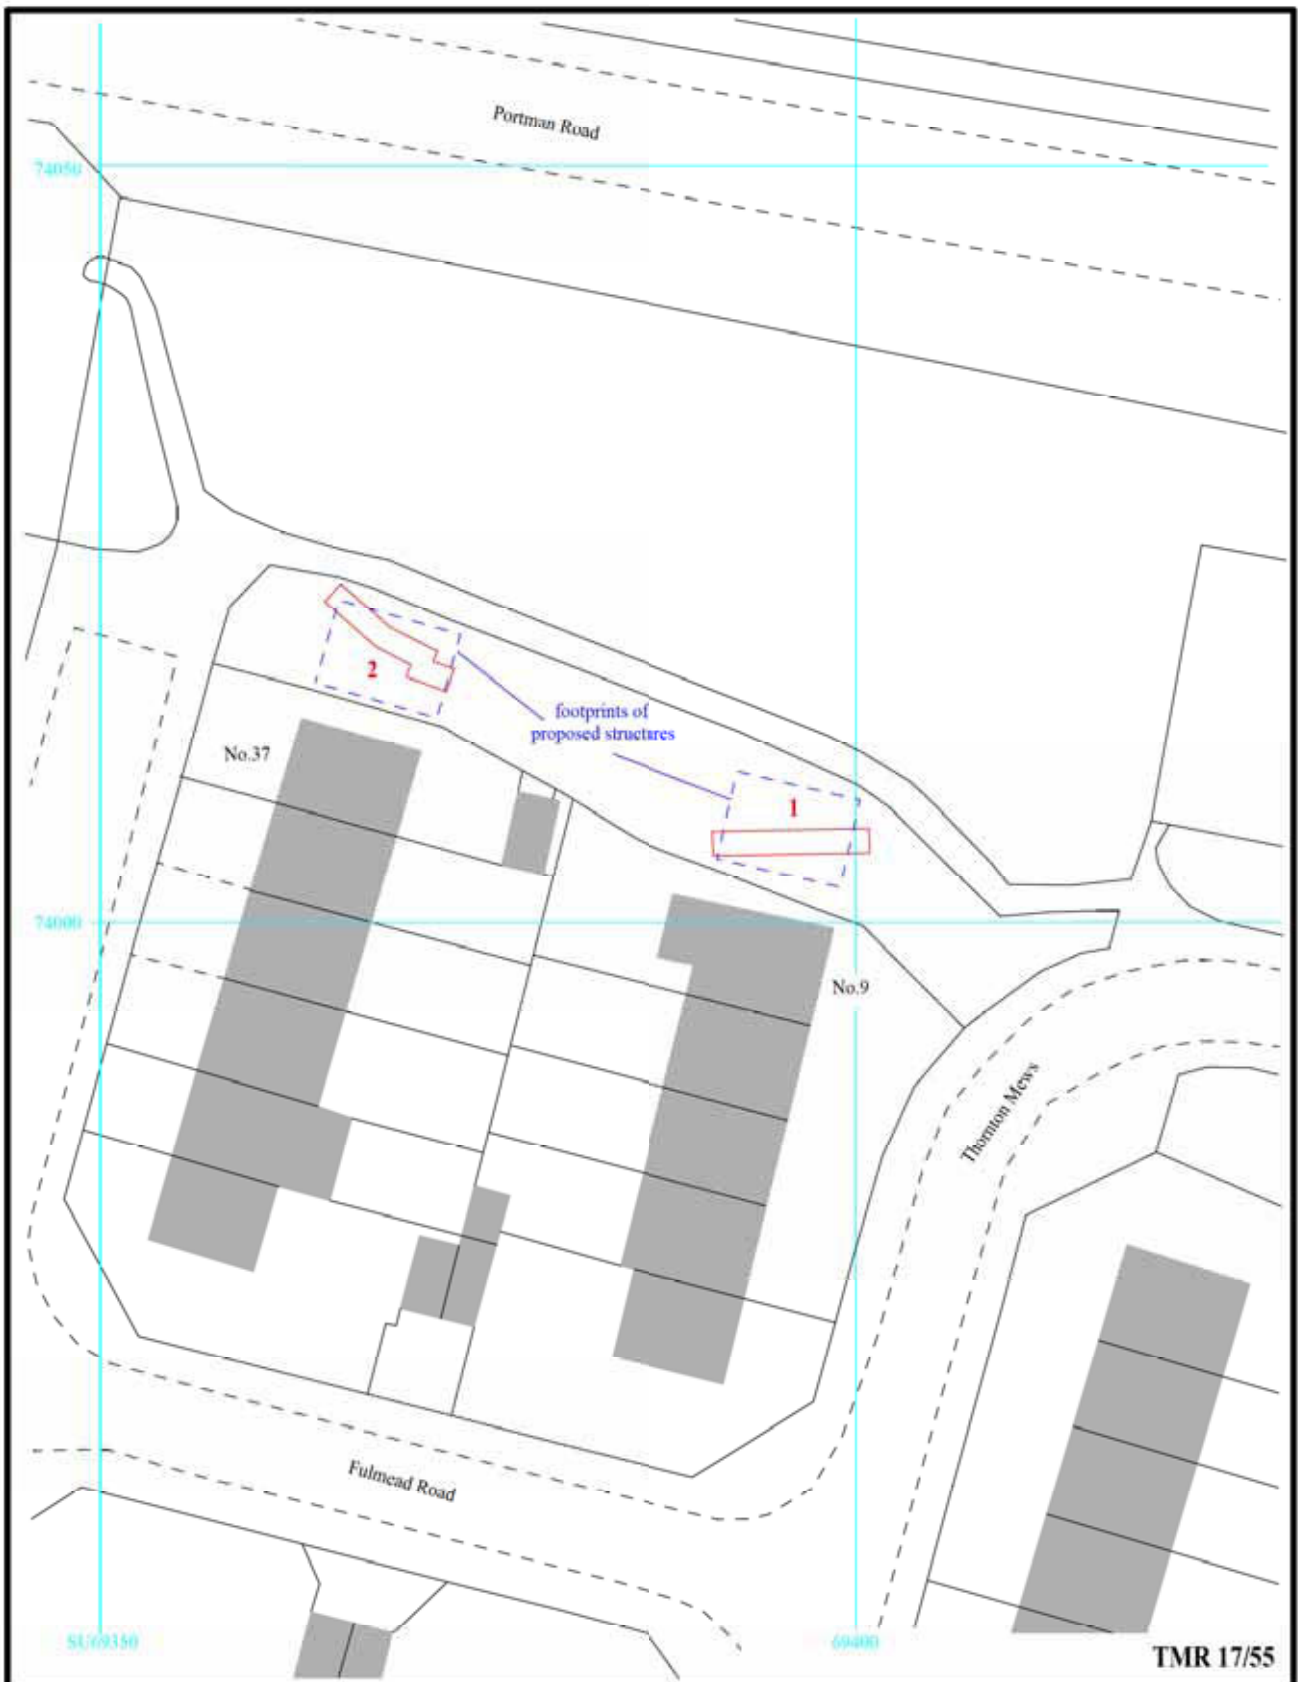 Portman Road
74050
2
footprints of
proposed structures
No.37
1
74000
No.9
Thornton Mews
Fulmead Road
SU69350
69400
TMR 17/55